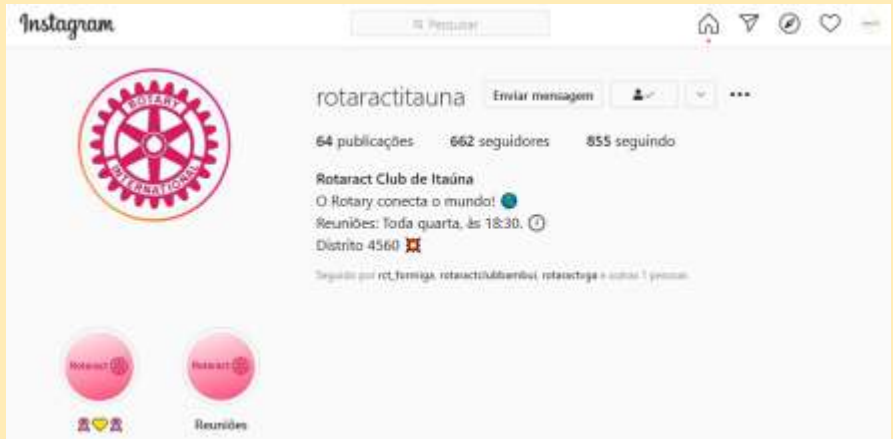 Instagram
Pesquisar
ROTARY
INTERNATIONAL
rotaractitauna Enviar mensagem
64 publicações 662 seguidores 855 seguindo
Rotaract Club de Itaúna
O Rotary conecta o mundo!
Reuniões: Toda quarta, às 18:30.
Distrito 4560
Seguido por rct_formiga, rotaractclubbambui, rotaractvga e outras 1 pessoas
Rotaract Rotaract
Reuniões